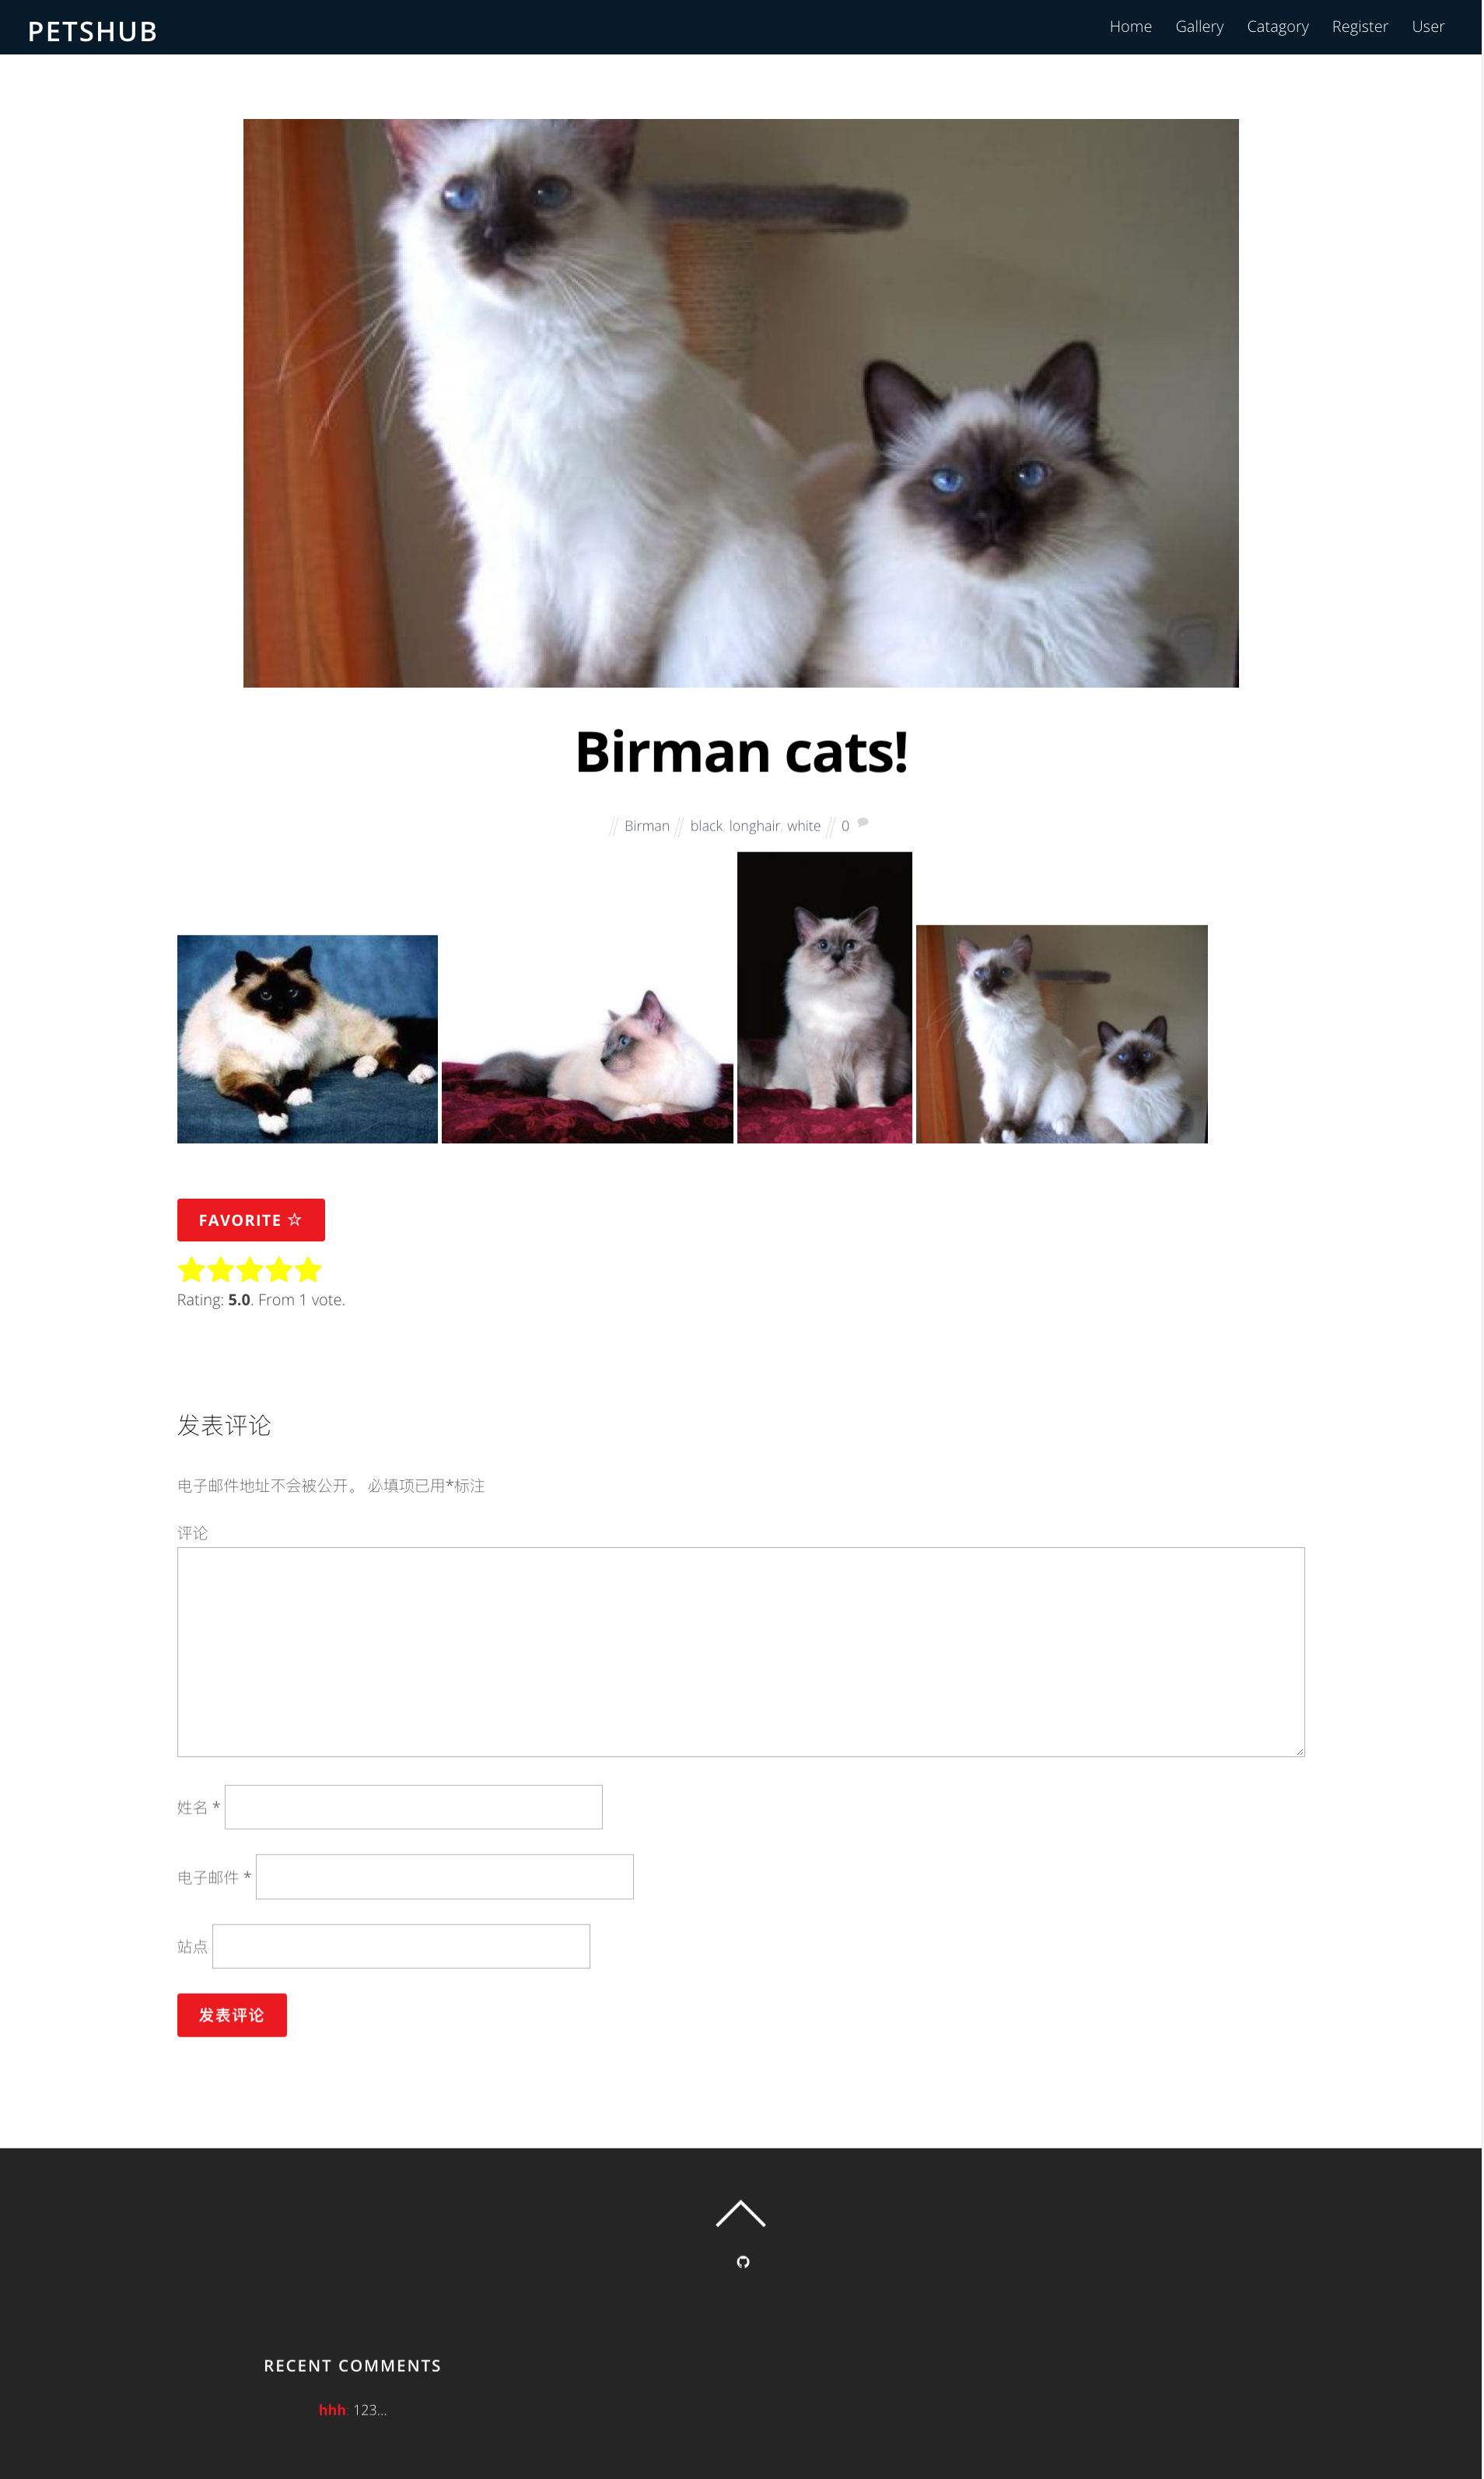 PETSHUB
Home Gallery Catagory Register User
Birman cats!
// Birman // black, longhair, white // 0
FAVORITE ☆
Rating: 5.0. From 1 vote.
发表评论
电子邮件地址不会被公开。 必填项已用*标注
评论
姓名 *
电子邮件 *
站点
发表评论
RECENT COMMENTS
hhh: 123...